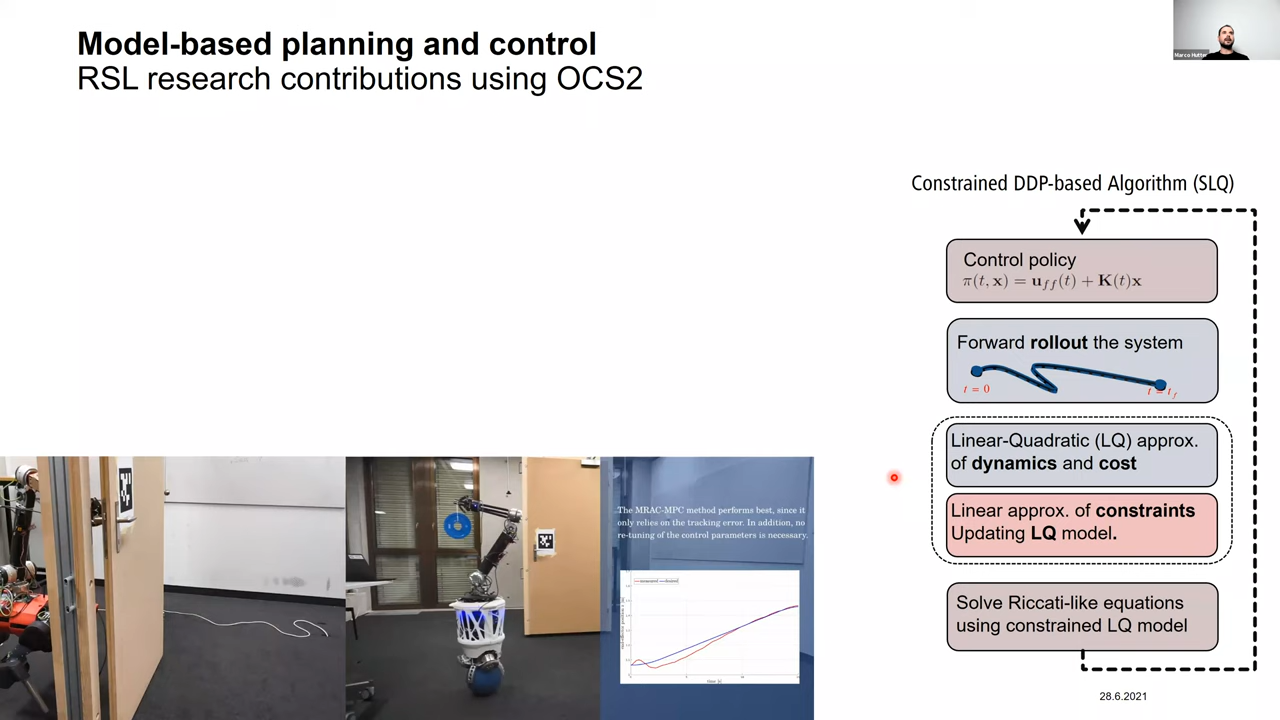 Model-based planning and control
RSL research contributions using OCS2
Marco Hutter
Constrained DDP-based Algorithm (SLQ)
Control policy
π(t, x) = u_ff(t) + K(t)x
Forward rollout the system
t = 0
t = t_f
Linear-Quadratic (LQ) approx.
of dynamics and cost
Linear approx. of constraints
Updating LQ model.
Solve Riccati-like equations
using constrained LQ model
The MRAC-MPC method performs best, since it
only relies on the tracking error. In addition, no
re-tuning of the control parameters is necessary.
measured desired
time [s]
28.6.2021